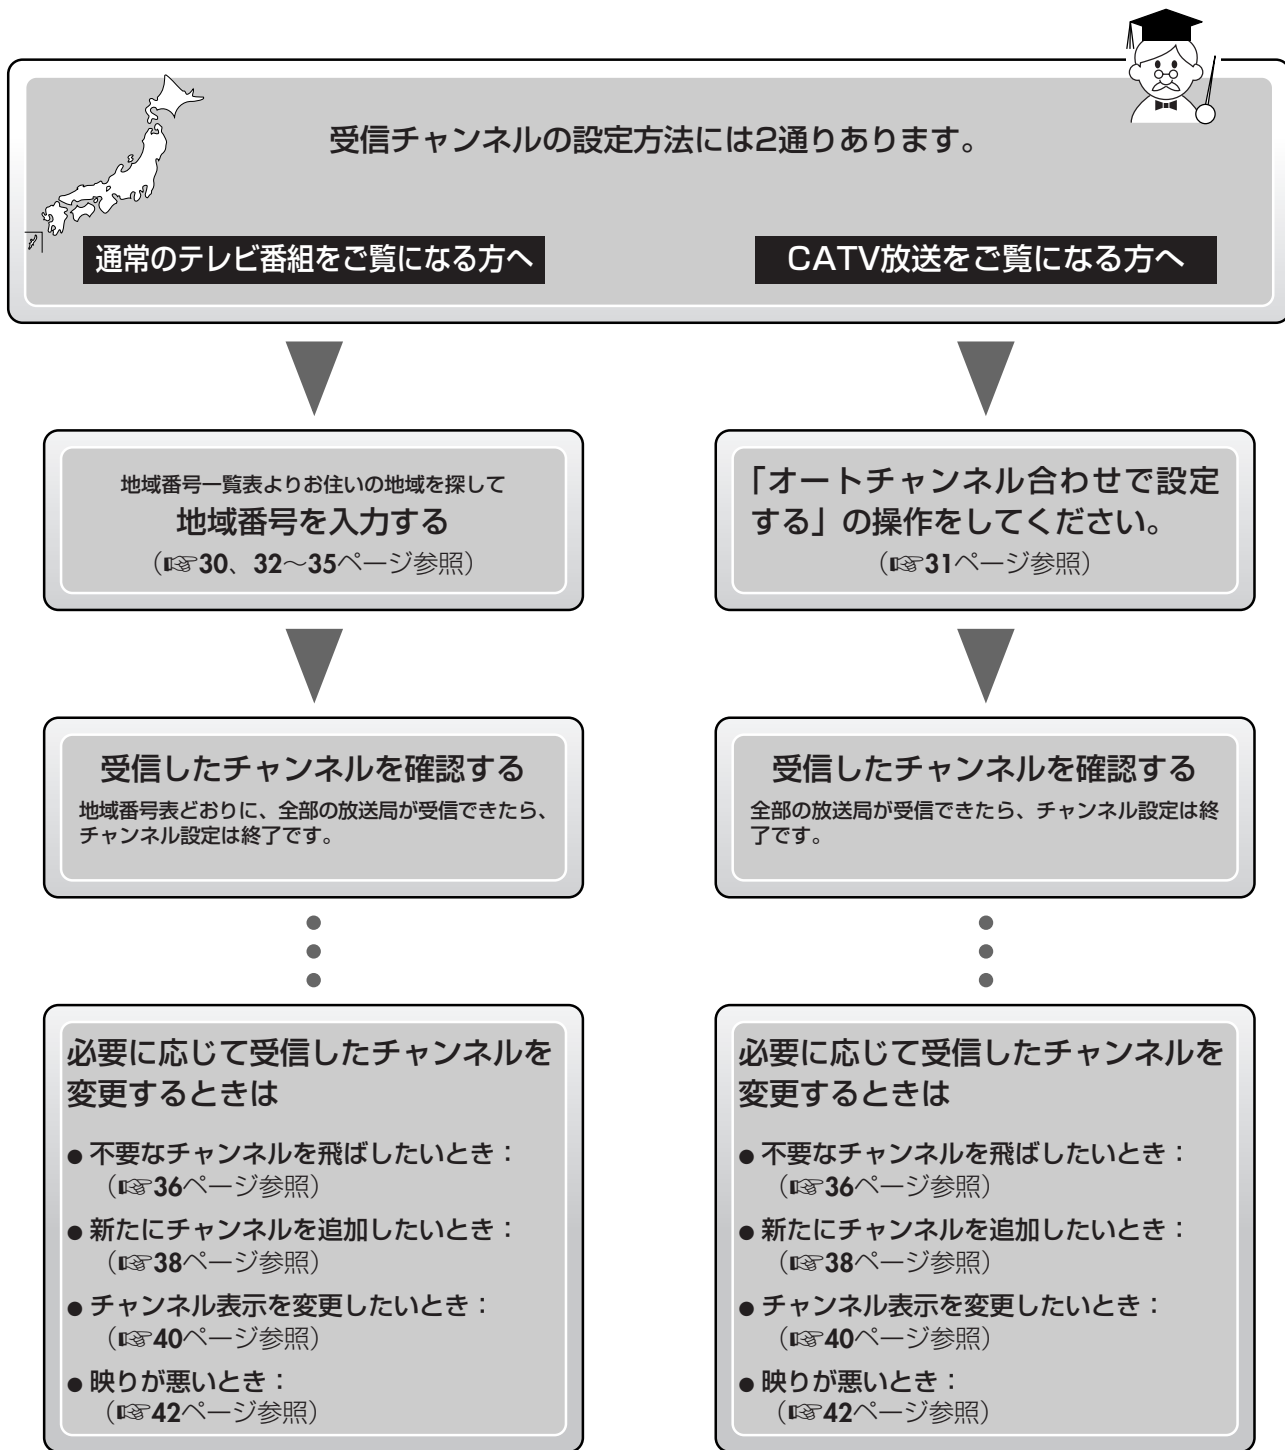 受信チャンネルの設定方法には2通りあります。
通常のテレビ番組をご覧になる方へ
地域番号一覧表よりお住いの地域を探して
地域番号を入力する
（☞30、32〜35ページ参照）
受信したチャンネルを確認する
地域番号表どおりに、全部の放送局が受信できたら、
チャンネル設定は終了です。
必要に応じて受信したチャンネルを
変更するときは
● 不要なチャンネルを飛ばしたいとき：
（☞36ページ参照）
● 新たにチャンネルを追加したいとき：
（☞38ページ参照）
● チャンネル表示を変更したいとき：
（☞40ページ参照）
● 映りが悪いとき：
（☞42ページ参照）
CATV放送をご覧になる方へ
「オートチャンネル合わせで設定
する」の操作をしてください。
（☞31ページ参照）
受信したチャンネルを確認する
全部の放送局が受信できたら、チャンネル設定は終
了です。
必要に応じて受信したチャンネルを
変更するときは
● 不要なチャンネルを飛ばしたいとき：
（☞36ページ参照）
● 新たにチャンネルを追加したいとき：
（☞38ページ参照）
● チャンネル表示を変更したいとき：
（☞40ページ参照）
● 映りが悪いとき：
（☞42ページ参照）